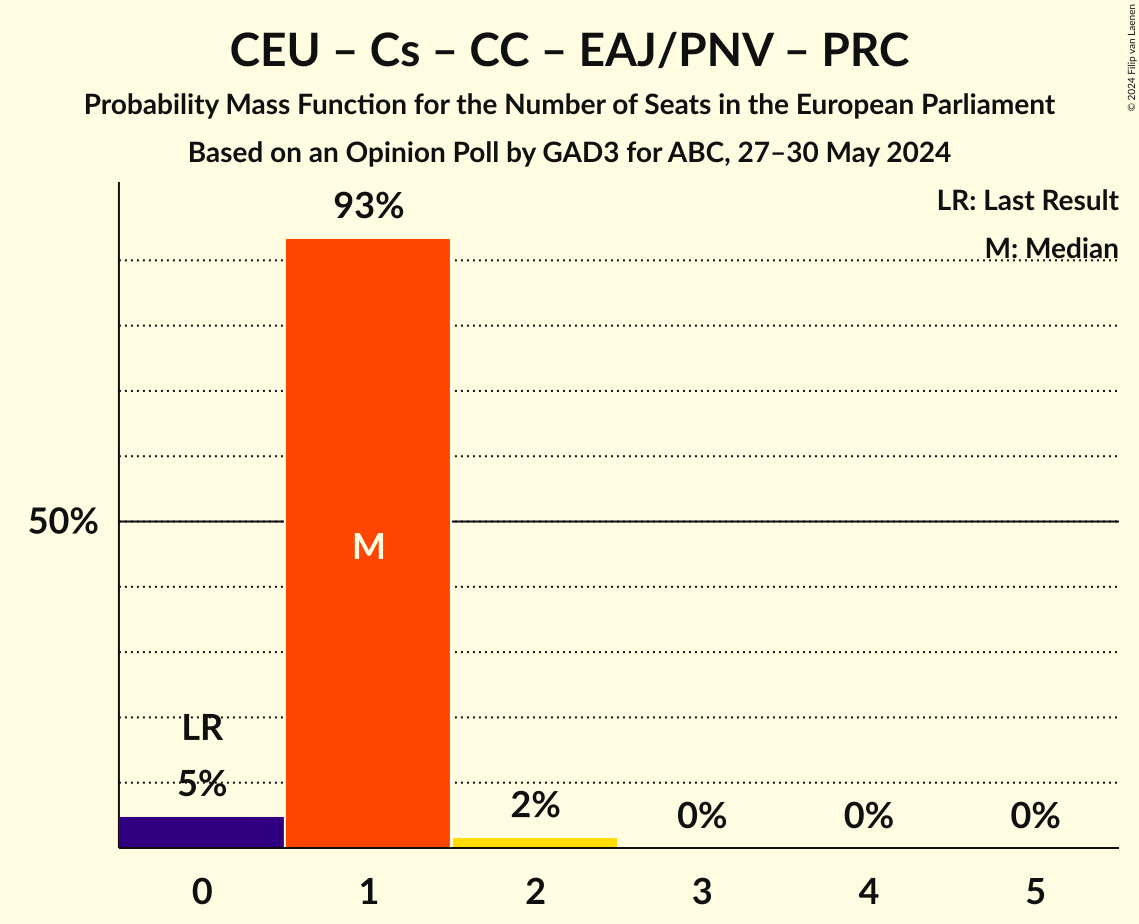 CEU – Cs – CC – EAJ/PNV – PRC
Probability Mass Function for the Number of Seats in the European Parliament
Based on an Opinion Poll by GAD3 for ABC, 27–30 May 2024
© 2024 Filip van Laenen
LR: Last Result
M: Median
93%
50%
M
LR
5%
2%
0%
0%
0%
0
1
2
3
4
5